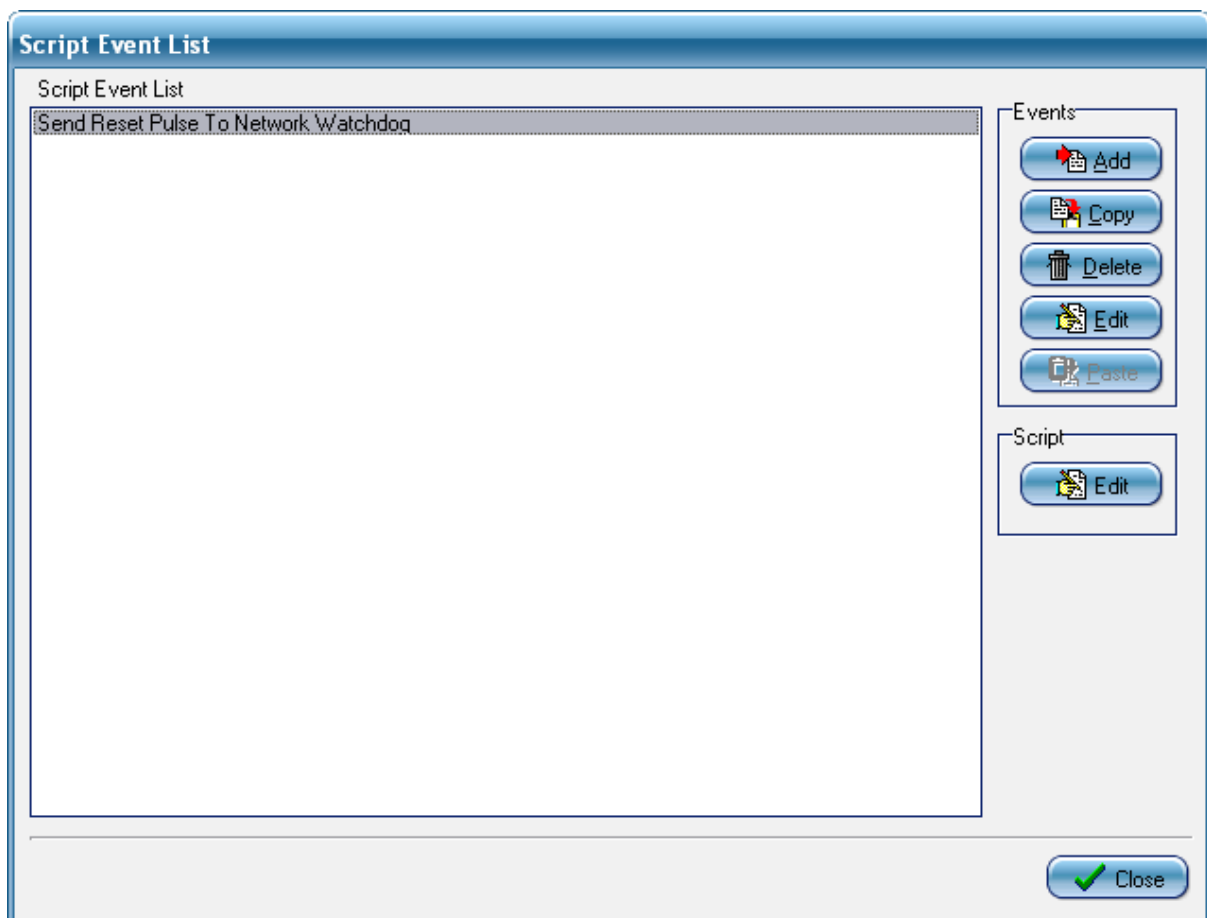 Script Event List
Script Event List
Send Reset Pulse To Network Watchdog
Events
Add
Copy
Delete
Edit
Paste
Script
Edit
Close